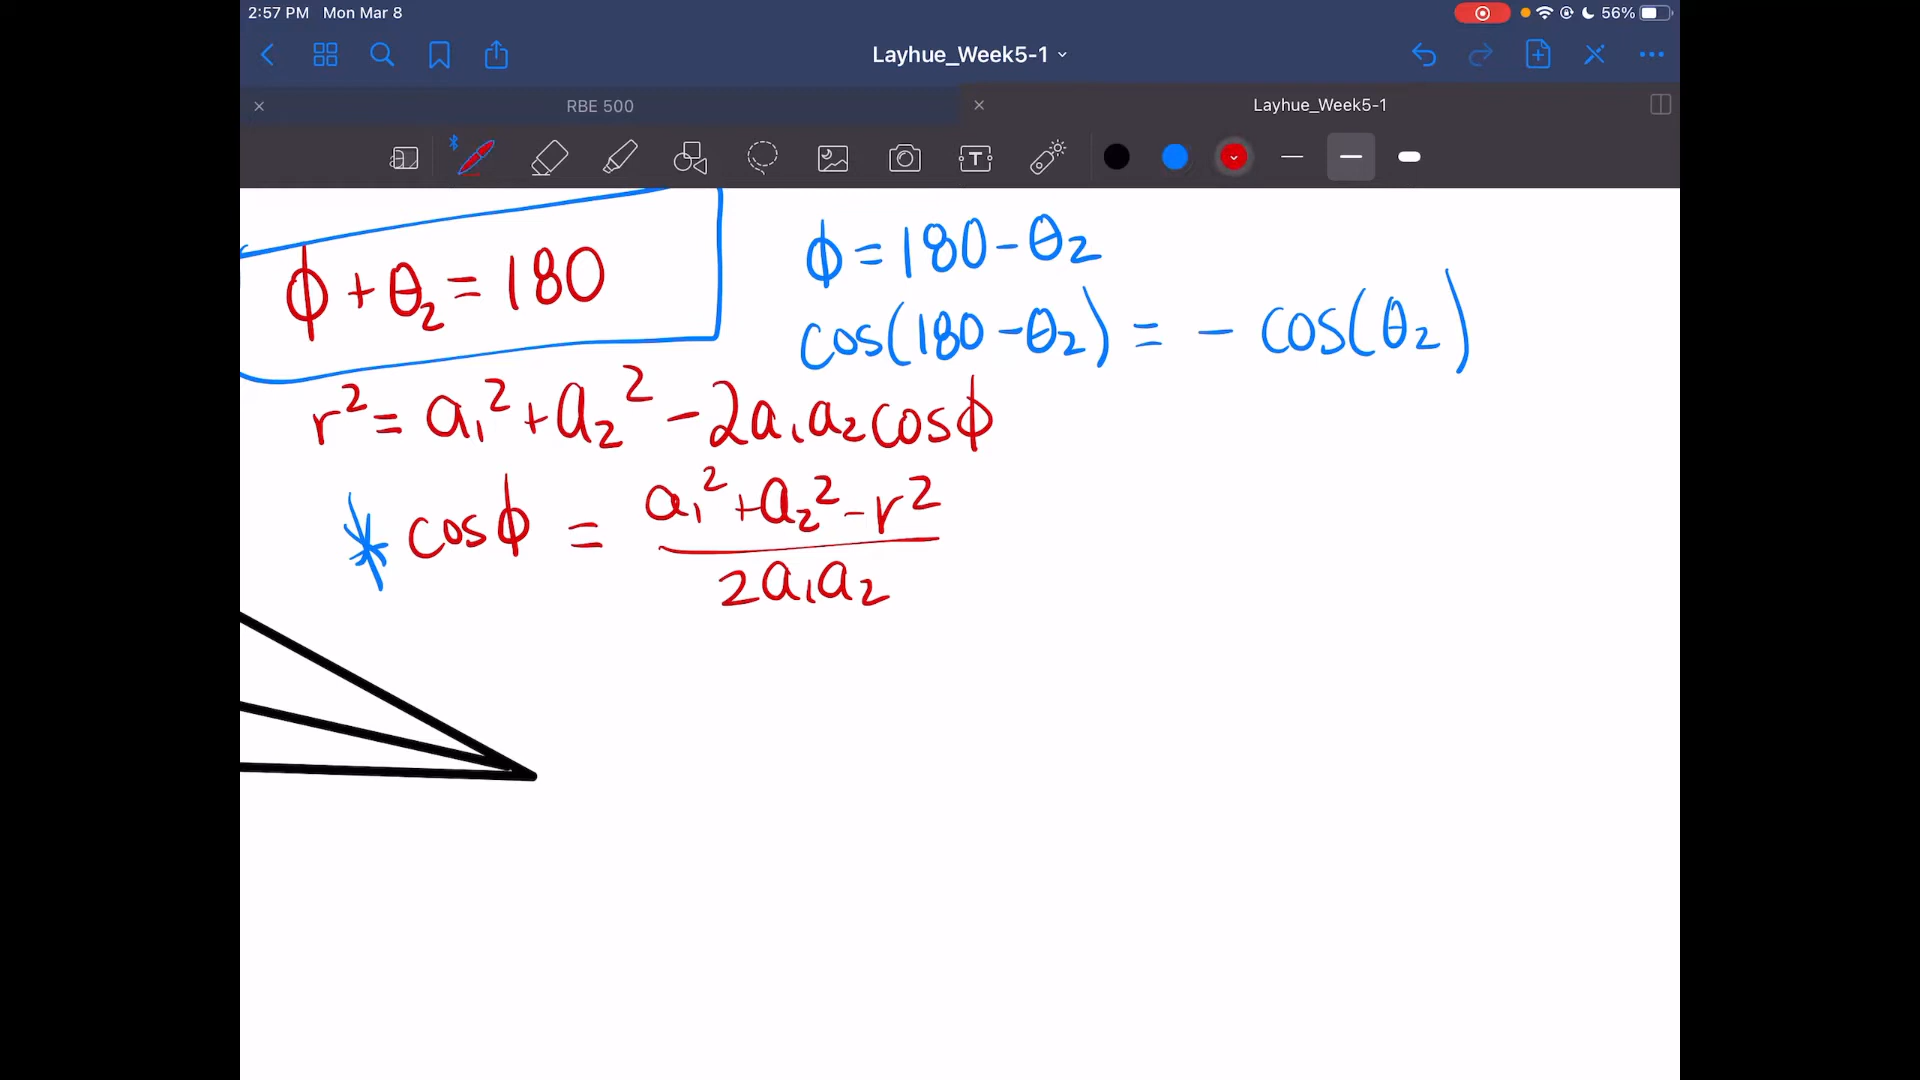 2:57 PM Mon Mar 8
56%
Layhue_Week5-1
RBE 500
Layhue_Week5-1
ϕ + θ₂ = 180
ϕ = 180 - θ₂
cos(180 - θ₂) = - cos(θ₂)
r² = a₁² + a₂² - 2a₁a₂cosϕ
* cosϕ = (a₁² + a₂² - r²) / 2a₁a₂